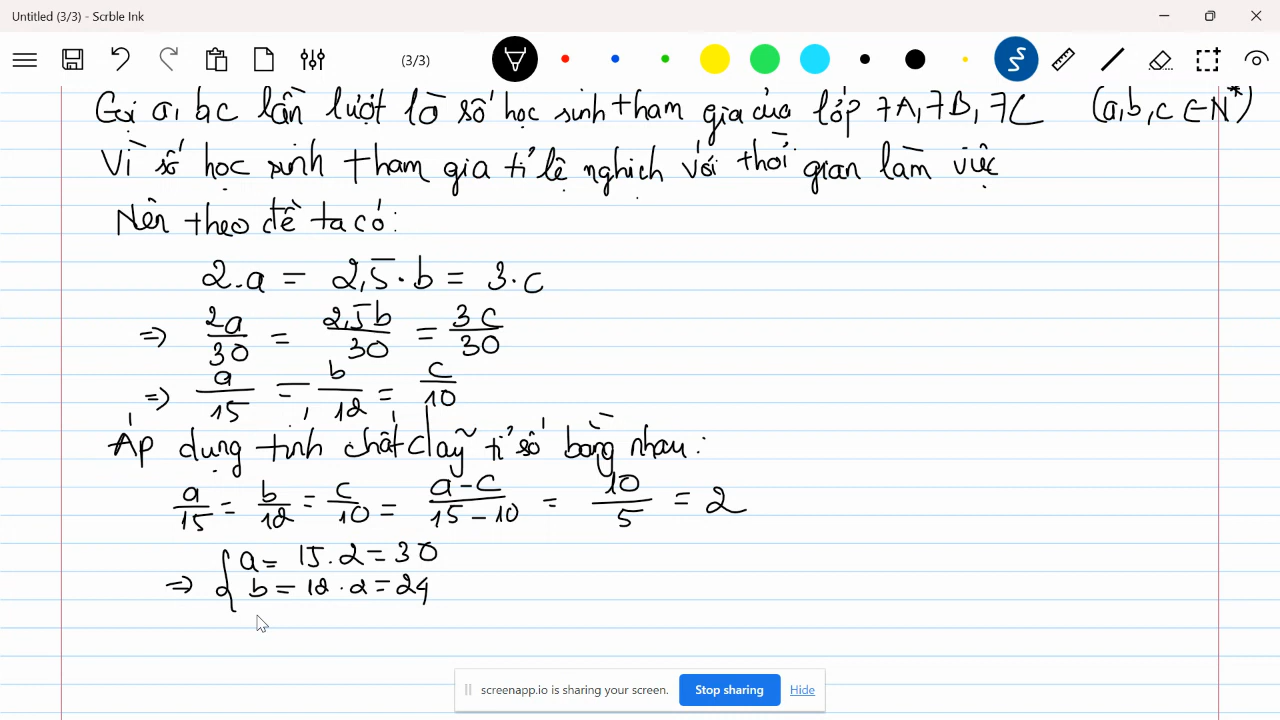 Untitled (3/3) - Scrble Ink
(3/3)
Gọi a, b c lần lượt là số học sinh tham gia của lớp 7A, 7B, 7C (a,b,c ∈ N*)
Vì số học sinh tham gia tỉ lệ nghịch với thời gian làm việc
Nên theo đề ta có:
2.a = 2,5.b = 3.c
=> 2a/30 = 2,5b/30 = 3c/30
=> a/15 = b/12 = c/10
Áp dụng tính chất dãy tỉ số bằng nhau:
a/15 = b/12 = c/10 = a-c/15-10 = 10/5 = 2
=> { a = 15.2 = 30
b = 12.2 = 24
screenapp.io is sharing your screen. Stop sharing Hide